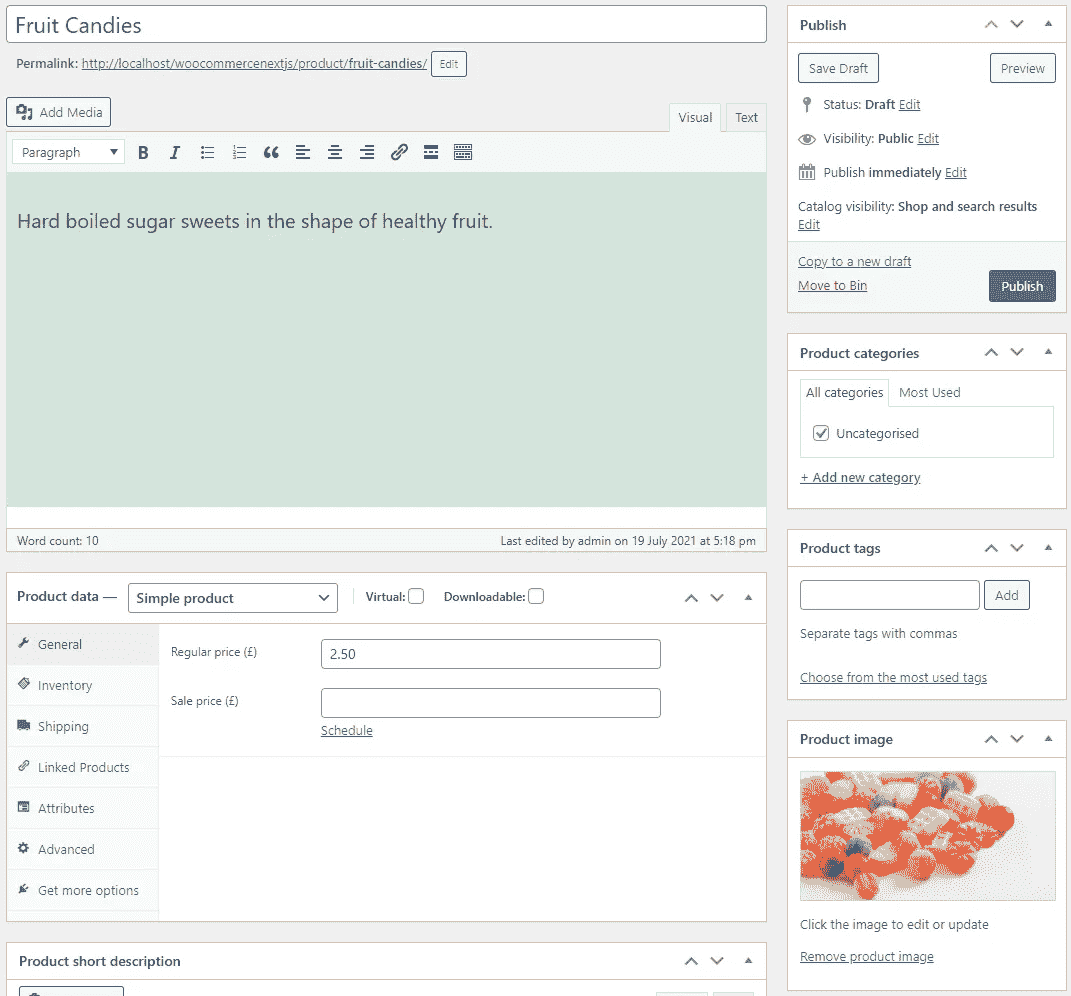 Fruit Candies
Permalink: http://localhost/woocommercenextjs/product/fruit-candies/ Edit
Add Media
Visual Text
Paragraph
Hard boiled sugar sweets in the shape of healthy fruit.
Word count: 10 Last edited by admin on 19 July 2021 at 5:18 pm
Product data — Simple product Virtual: Downloadable:
General
Inventory
Shipping
Linked Products
Attributes
Advanced
Get more options
Regular price (£) 2.50
Sale price (£)
Schedule
Product short description
Publish
Save Draft Preview
Status: Draft Edit
Visibility: Public Edit
Publish immediately Edit
Catalog visibility: Shop and search results
Edit
Copy to a new draft
Move to Bin
Publish
Product categories
All categories Most Used
Uncategorised
+ Add new category
Product tags
Add
Separate tags with commas
Choose from the most used tags
Product image
Click the image to edit or update
Remove product image